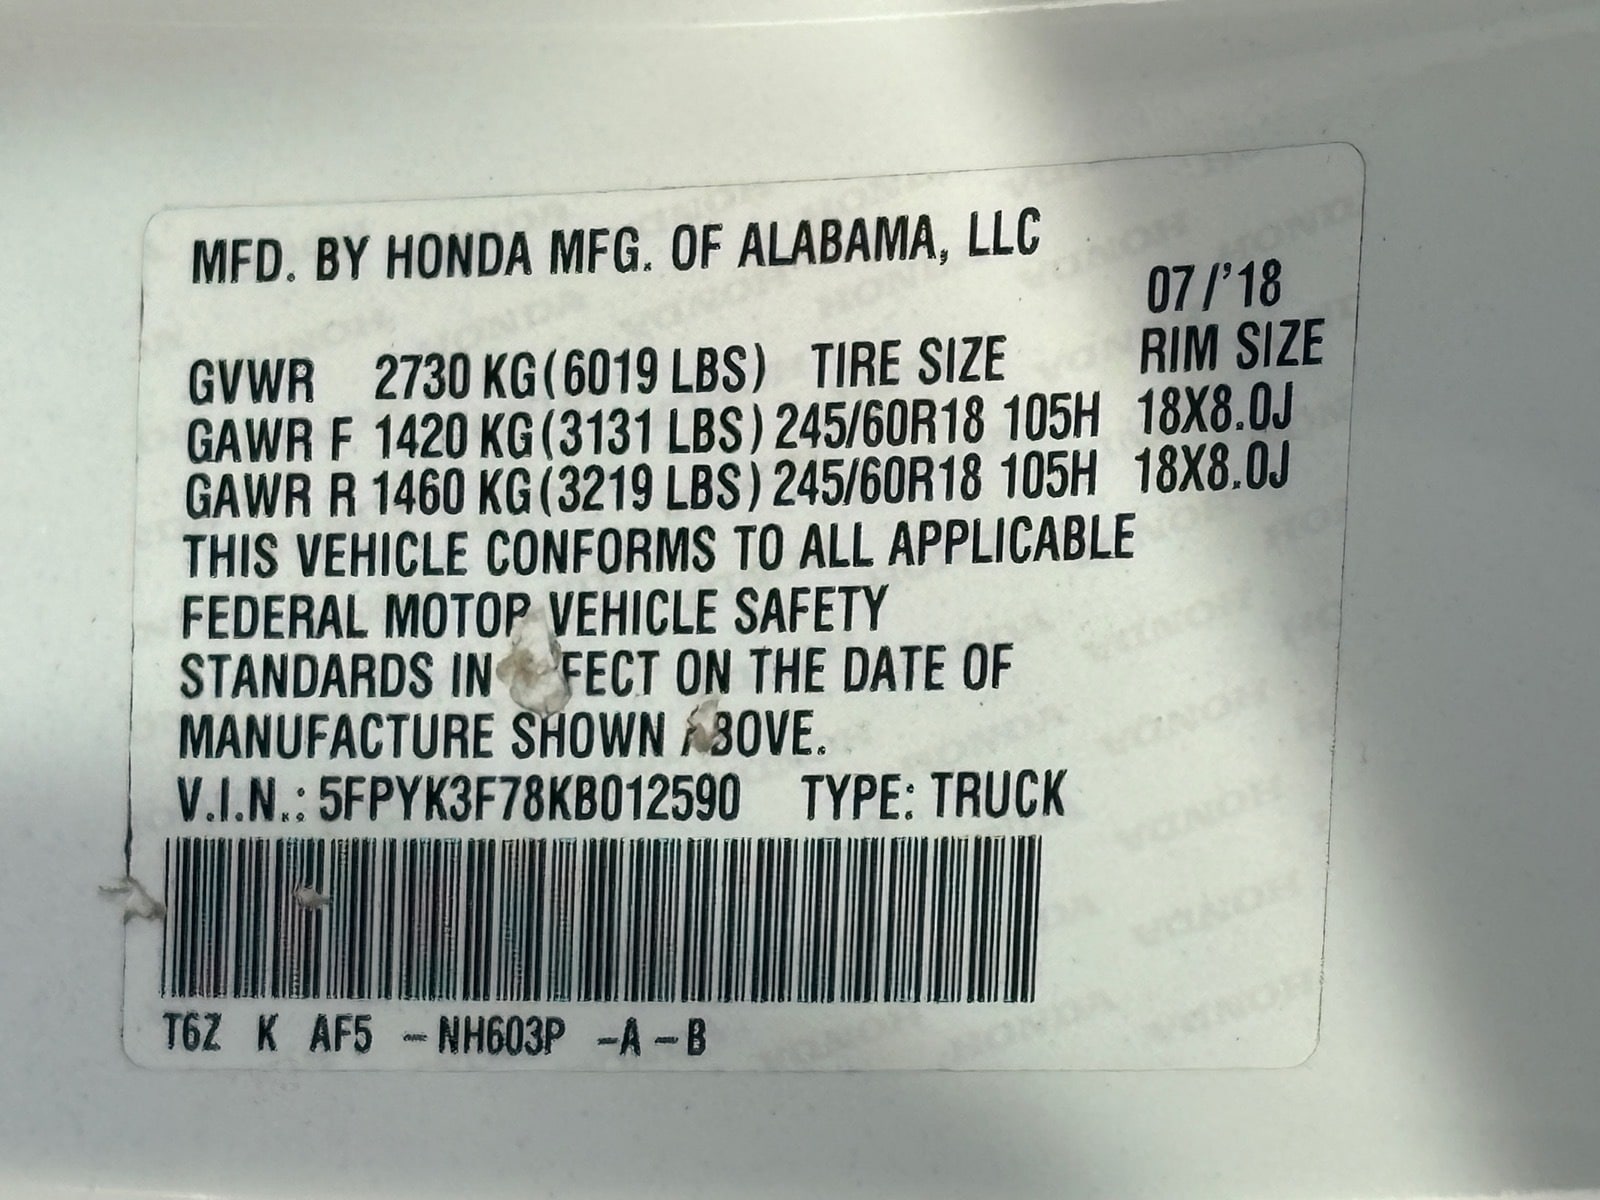 MFD. BY HONDA MFG. OF ALABAMA, LLC
07/'18
GVWR 2730 KG(6019 LBS) TIRE SIZE RIM SIZE
GAWR F 1420 KG(3131 LBS) 245/60R18 105H 18X8.0J
GAWR R 1460 KG(3219 LBS) 245/60R18 105H 18X8.0J
THIS VEHICLE CONFORMS TO ALL APPLICABLE
FEDERAL MOTOR VEHICLE SAFETY
STANDARDS IN FECT ON THE DATE OF
MANUFACTURE SHOWN ABOVE.
V.I.N.: 5FPYK3F78KB012590 TYPE: TRUCK
T6Z K AF5 -NH603P -A-B